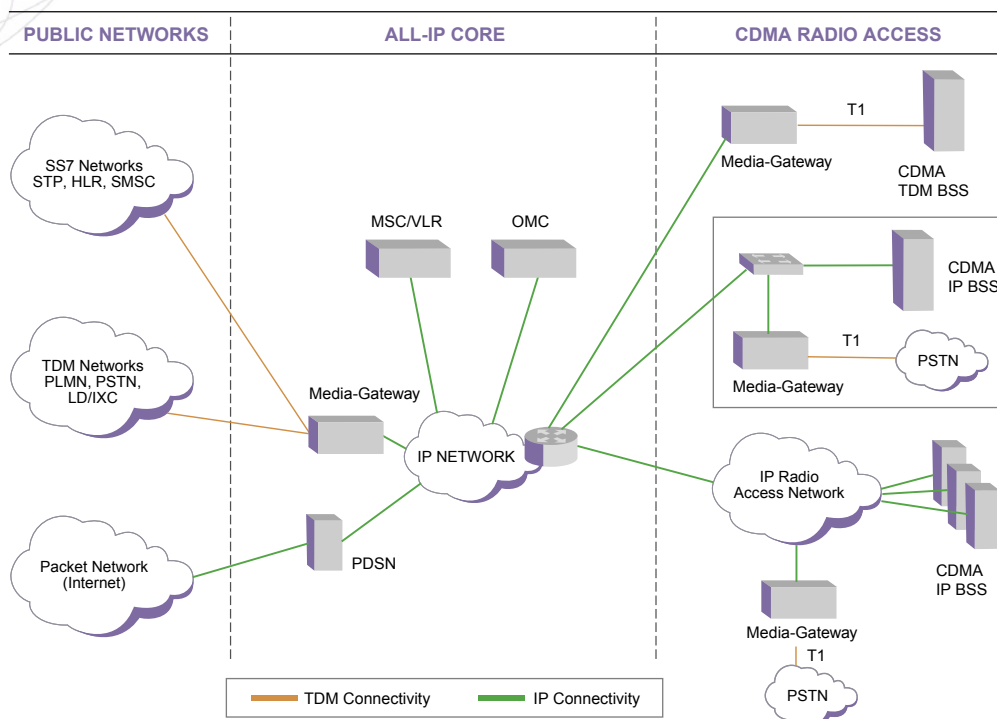 PUBLIC NETWORKS
ALL-IP CORE
CDMA RADIO ACCESS
SS7 Networks
STP, HLR, SMSC
TDM Networks
PLMN, PSTN,
LD/IXC
Packet Network
(Internet)
MSC/VLR
OMC
Media-Gateway
IP NETWORK
PDSN
T1
Media-Gateway
CDMA
TDM BSS
CDMA
IP BSS
T1
Media-Gateway
PSTN
IP Radio
Access Network
CDMA
IP BSS
Media-Gateway
T1
PSTN
TDM Connectivity
IP Connectivity